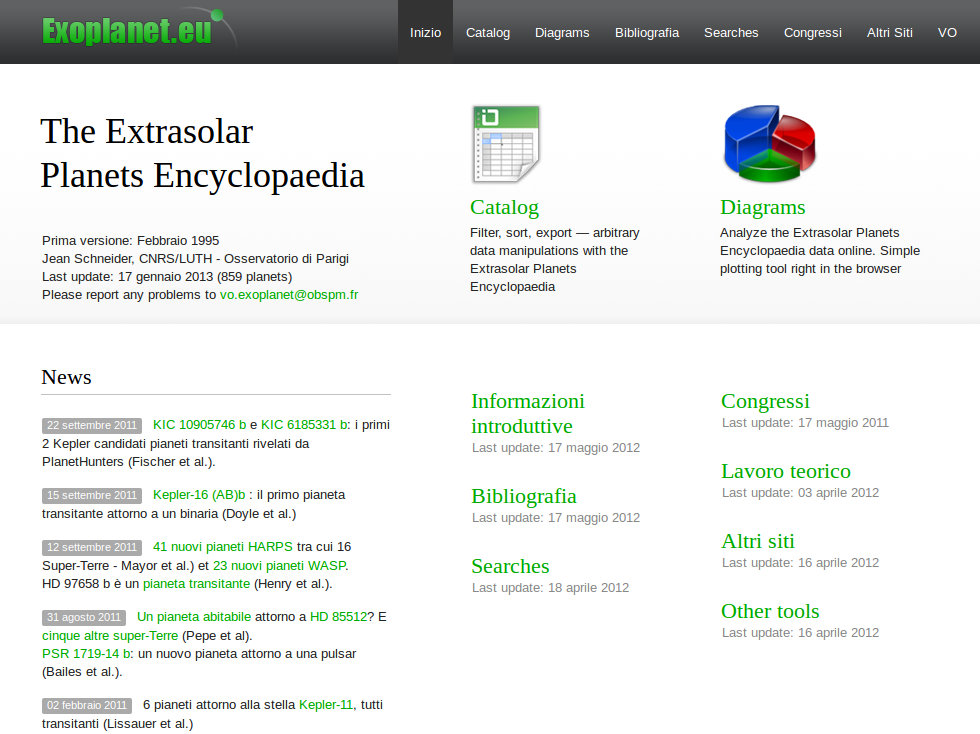 Exoplanet.eu
Inizio Catalog Diagrams Bibliografia Searches Congressi Altri Siti VO
The Extrasolar
Planets Encyclopaedia
Prima versione: Febbraio 1995
Jean Schneider, CNRS/LUTH - Osservatorio di Parigi
Last update: 17 gennaio 2013 (859 planets)
Please report any problems to vo.exoplanet@obspm.fr
Catalog
Filter, sort, export — arbitrary
data manipulations with the
Extrasolar Planets
Encyclopaedia
Diagrams
Analyze the Extrasolar Planets
Encyclopaedia data online. Simple
plotting tool right in the browser
News
22 settembre 2011 KIC 10905746 b e KIC 6185331 b: i primi
2 Kepler candidati pianeti transitanti rivelati da
PlanetHunters (Fischer et al.).
15 settembre 2011 Kepler-16 (AB)b : il primo pianeta
transitante attorno a un binaria (Doyle et al.)
12 settembre 2011 41 nuovi pianeti HARPS tra cui 16
Super-Terre - Mayor et al.) et 23 nuovi pianeti WASP.
HD 97658 b è un pianeta transitante (Henry et al.).
31 agosto 2011 Un pianeta abitabile attorno a HD 85512? E
cinque altre super-Terre (Pepe et al).
PSR 1719-14 b: un nuovo pianeta attorno a una pulsar
(Bailes et al.).
02 febbraio 2011 6 pianeti attorno alla stella Kepler-11, tutti
transitanti (Lissauer et al.)
Informazioni
introduttive
Last update: 17 maggio 2012
Bibliografia
Last update: 17 maggio 2012
Searches
Last update: 18 aprile 2012
Congressi
Last update: 17 maggio 2011
Lavoro teorico
Last update: 03 aprile 2012
Altri siti
Last update: 16 aprile 2012
Other tools
Last update: 16 aprile 2012